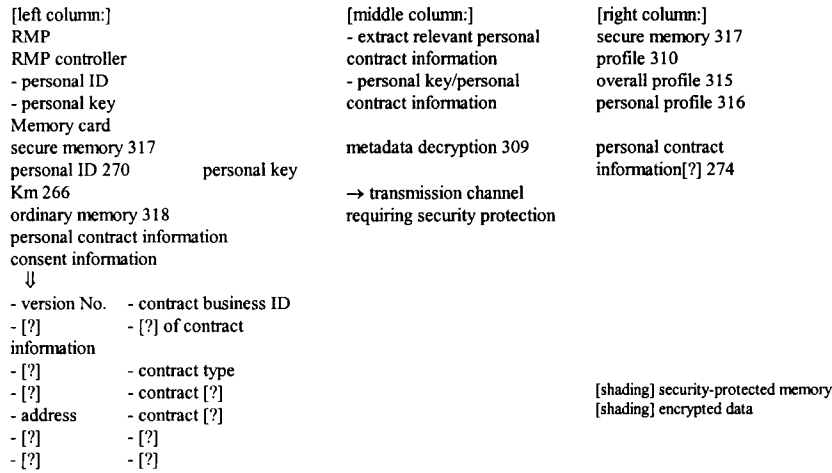 [left column:]
RMP
RMP controller
- personal ID
- personal key
Memory card
secure memory 317
personal ID 270 personal key
Km 266
ordinary memory 318
personal contract information
consent information
⇓
- version No. - contract business ID
- [?] - [?] of contract
information
- [?] - contract type
- [?] - contract [?]
- address - contract [?]
- [?] - [?]
- [?] - [?]
[middle column:]
- extract relevant personal
contract information
- personal key/personal
contract information
metadata decryption 309
→ transmission channel
requiring security protection
[right column:]
secure memory 317
profile 310
overall profile 315
personal profile 316
personal contract
information[?] 274
[shading] security-protected memory
[shading] encrypted data